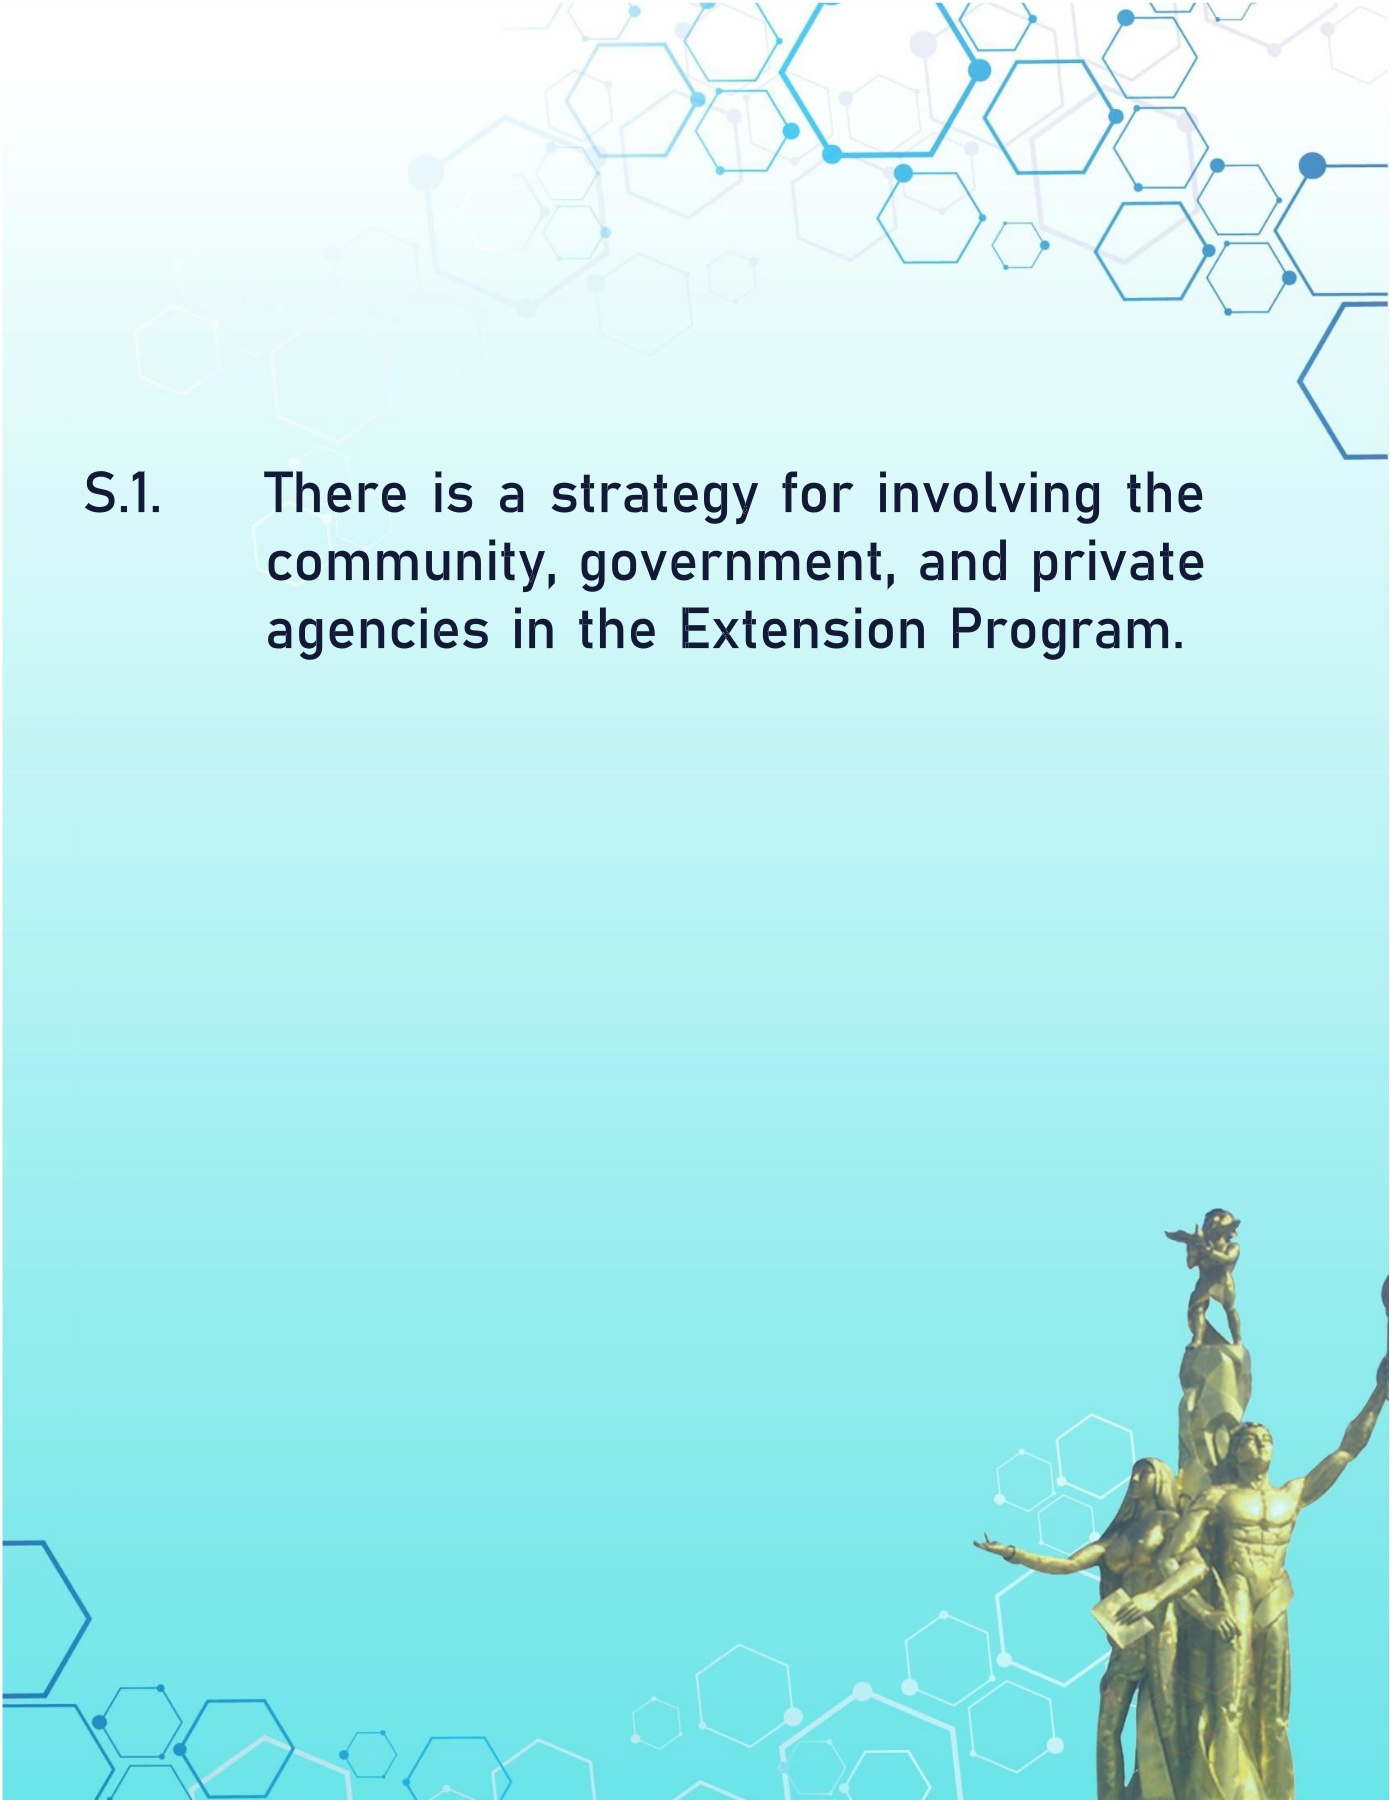 S.1. There is a strategy for involving the
community, government, and private
agencies in the Extension Program.